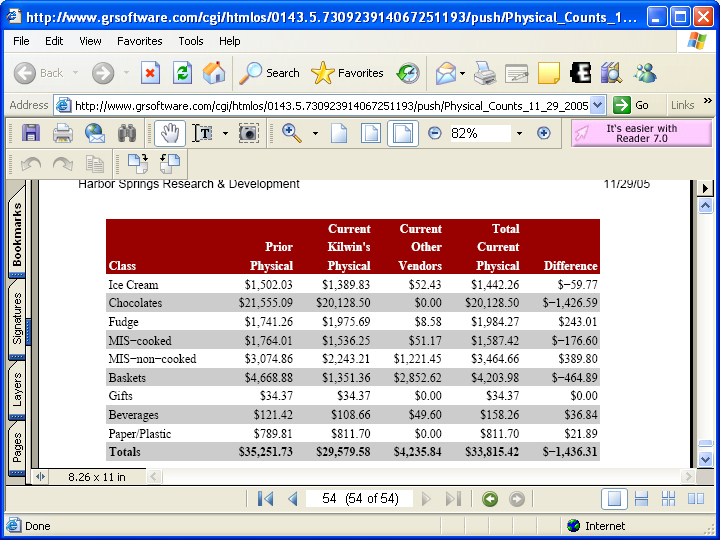 http://www.grsoftware.com/cgi/htmlos/0143.5.730923914067251193/push/Physical_Counts_1...
File Edit View Favorites Tools Help
Back Search Favorites
Address http://www.grsoftware.com/cgi/htmlos/0143.5.730923914067251193/push/Physical_Counts_11_29_2005 Go Links »
82% It's easier with
Reader 7.0
Harbor Springs Research & Development 11/29/05
Current Current Total
Prior Kilwin's Other Current
Class Physical Physical Vendors Physical Difference
Ice Cream $1,502.03 $1,389.83 $52.43 $1,442.26 $−59.77
Chocolates $21,555.09 $20,128.50 $0.00 $20,128.50 $−1,426.59
Fudge $1,741.26 $1,975.69 $8.58 $1,984.27 $243.01
MIS−cooked $1,764.01 $1,536.25 $51.17 $1,587.42 $−176.60
MIS−non−cooked $3,074.86 $2,243.21 $1,221.45 $3,464.66 $389.80
Baskets $4,668.88 $1,351.36 $2,852.62 $4,203.98 $−464.89
Gifts $34.37 $34.37 $0.00 $34.37 $0.00
Beverages $121.42 $108.66 $49.60 $158.26 $36.84
Paper/Plastic $789.81 $811.70 $0.00 $811.70 $21.89
Totals $35,251.73 $29,579.58 $4,235.84 $33,815.42 $−1,436.31
Bookmarks
Signatures
Layers
Pages
8.26 x 11 in
54 (54 of 54)
Done Internet